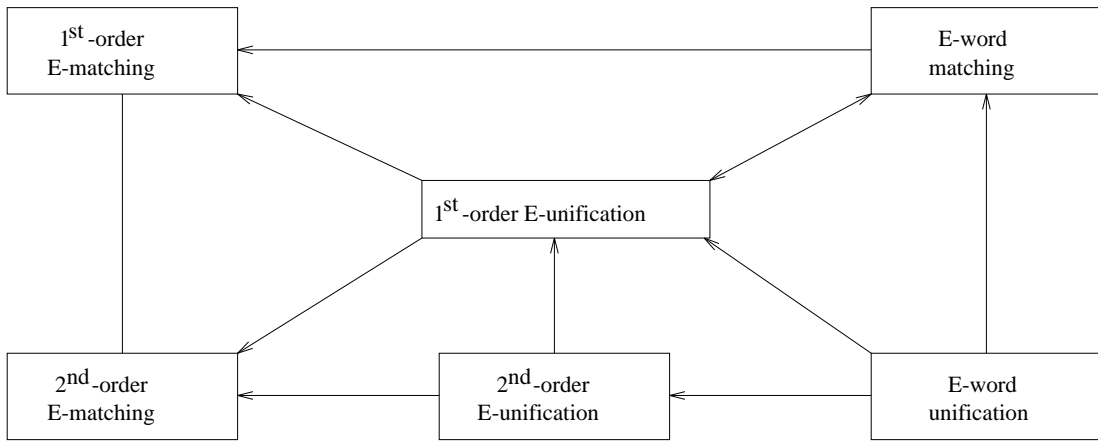 1st-order
E-matching
E-word
matching
1st-order E-unification
2nd-order
E-matching
2nd-order
E-unification
E-word
unification